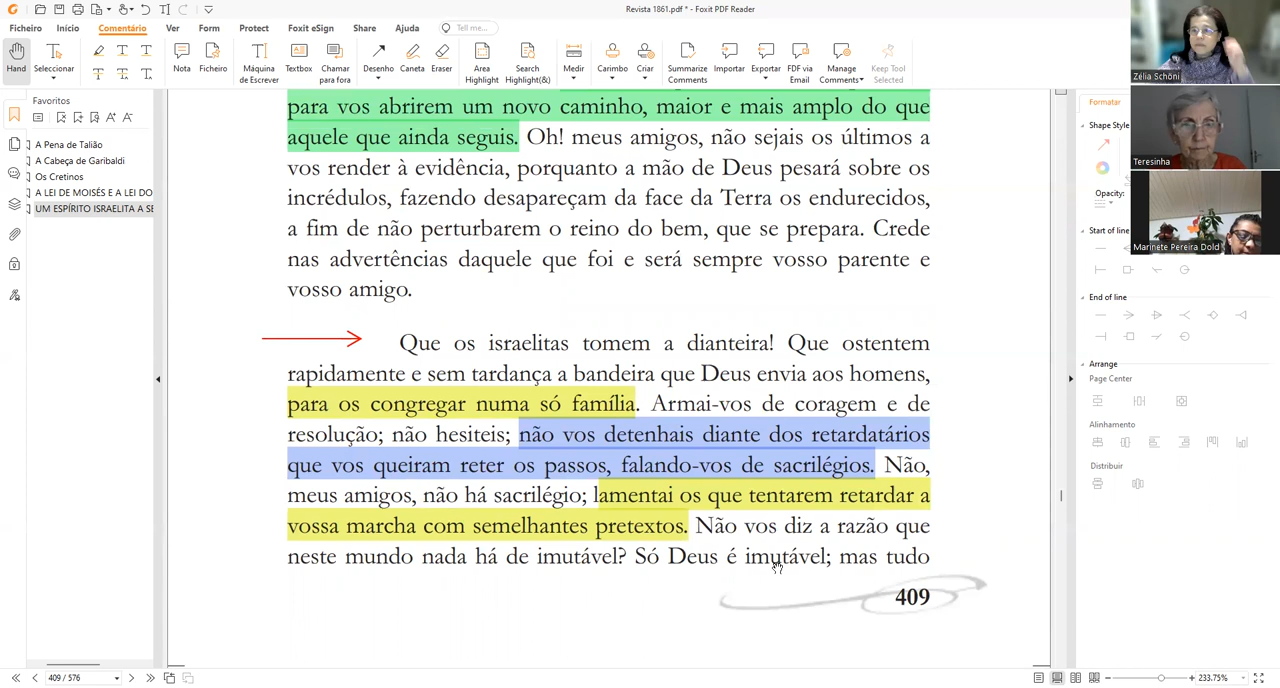 Revista 1861.pdf * - Foxit PDF Reader
Ficheiro Início Comentário Ver Form Protect Foxit eSign Share Ajuda Tell me...
Hand Selecionar Nota Ficheiro Máquina de Escrever Textbox Chamar para fora Desenho Caneta Eraser Area Highlight Search Highlight(&) Medir Carimbo Criar Summarize Comments Importar Exportar PDF via Email Manage Comments Keep Tool Selected
Favoritos
A Pena de Talião
A Cabeça de Garibaldi
Os Cretinos
A LEI DE MOISÉS E A LEI DO
UM ESPÍRITO ISRAELITA A SE
para vos abrirem um novo caminho, maior e mais amplo do que
aquele que ainda seguis. Oh! meus amigos, não sejais os últimos a
vos render à evidência, porquanto a mão de Deus pesará sobre os
incrédulos, fazendo desapareçam da face da Terra os endurecidos,
a fim de não perturbarem o reino do bem, que se prepara. Crede
nas advertências daquele que foi e será sempre vosso parente e
vosso amigo.
Que os israelitas tomem a dianteira! Que ostentem
rapidamente e sem tardança a bandeira que Deus envia aos homens,
para os congregar numa só família. Armai-vos de coragem e de
resolução; não hesiteis; não vos detenhais diante dos retardatários
que vos queiram reter os passos, falando-vos de sacrilégios. Não,
meus amigos, não há sacrilégio; lamentai os que tentarem retardar a
vossa marcha com semelhantes pretextos. Não vos diz a razão que
neste mundo nada há de imutável? Só Deus é imutável; mas tudo
409
Formatar
Shape Style
Opacity:
Start of line
End of line
Arrange
Page Center
Alinhamento
Distribuir
Zélia Schöni
Teresinha
Marinete Pereira Dold
409 / 576
233.75%